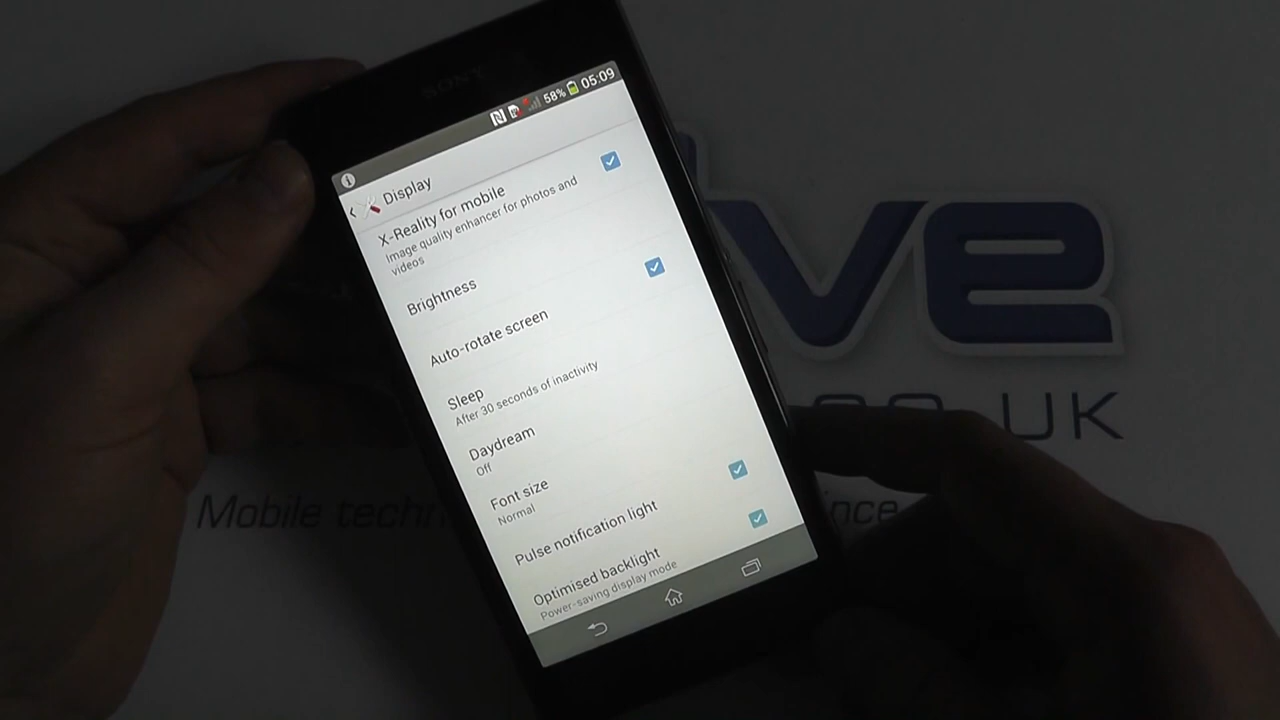 SONY
58% 05:09
Display
X-Reality for mobile
Image quality enhancer for photos and
videos
Brightness
Auto-rotate screen
Sleep
After 30 seconds of inactivity
Daydream
Off
Font size
Normal
Pulse notification light
Optimised backlight
Power-saving display mode
ve
UK
Mobile